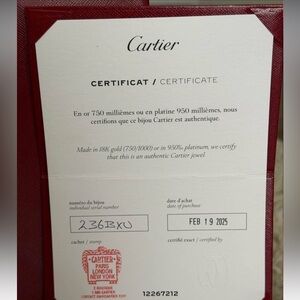 Cartier
CERTIFICAT / CERTIFICATE
En or 750 millièmes ou en platine 950 millièmes, nous
certifions que ce bijou Cartier est authentique.
Made in 18K gold (750/1000) or in 950‰ platinum, we certify
that this is an authentic Cartier jewel.
numéro du bijou
individual serial number
date d'achat
date of purchase
236BXU
FEB 19 2025
cachet / stamp
certifié exact / certified by
CARTIER
PARIS
LONDON
NEW YORK
12267212